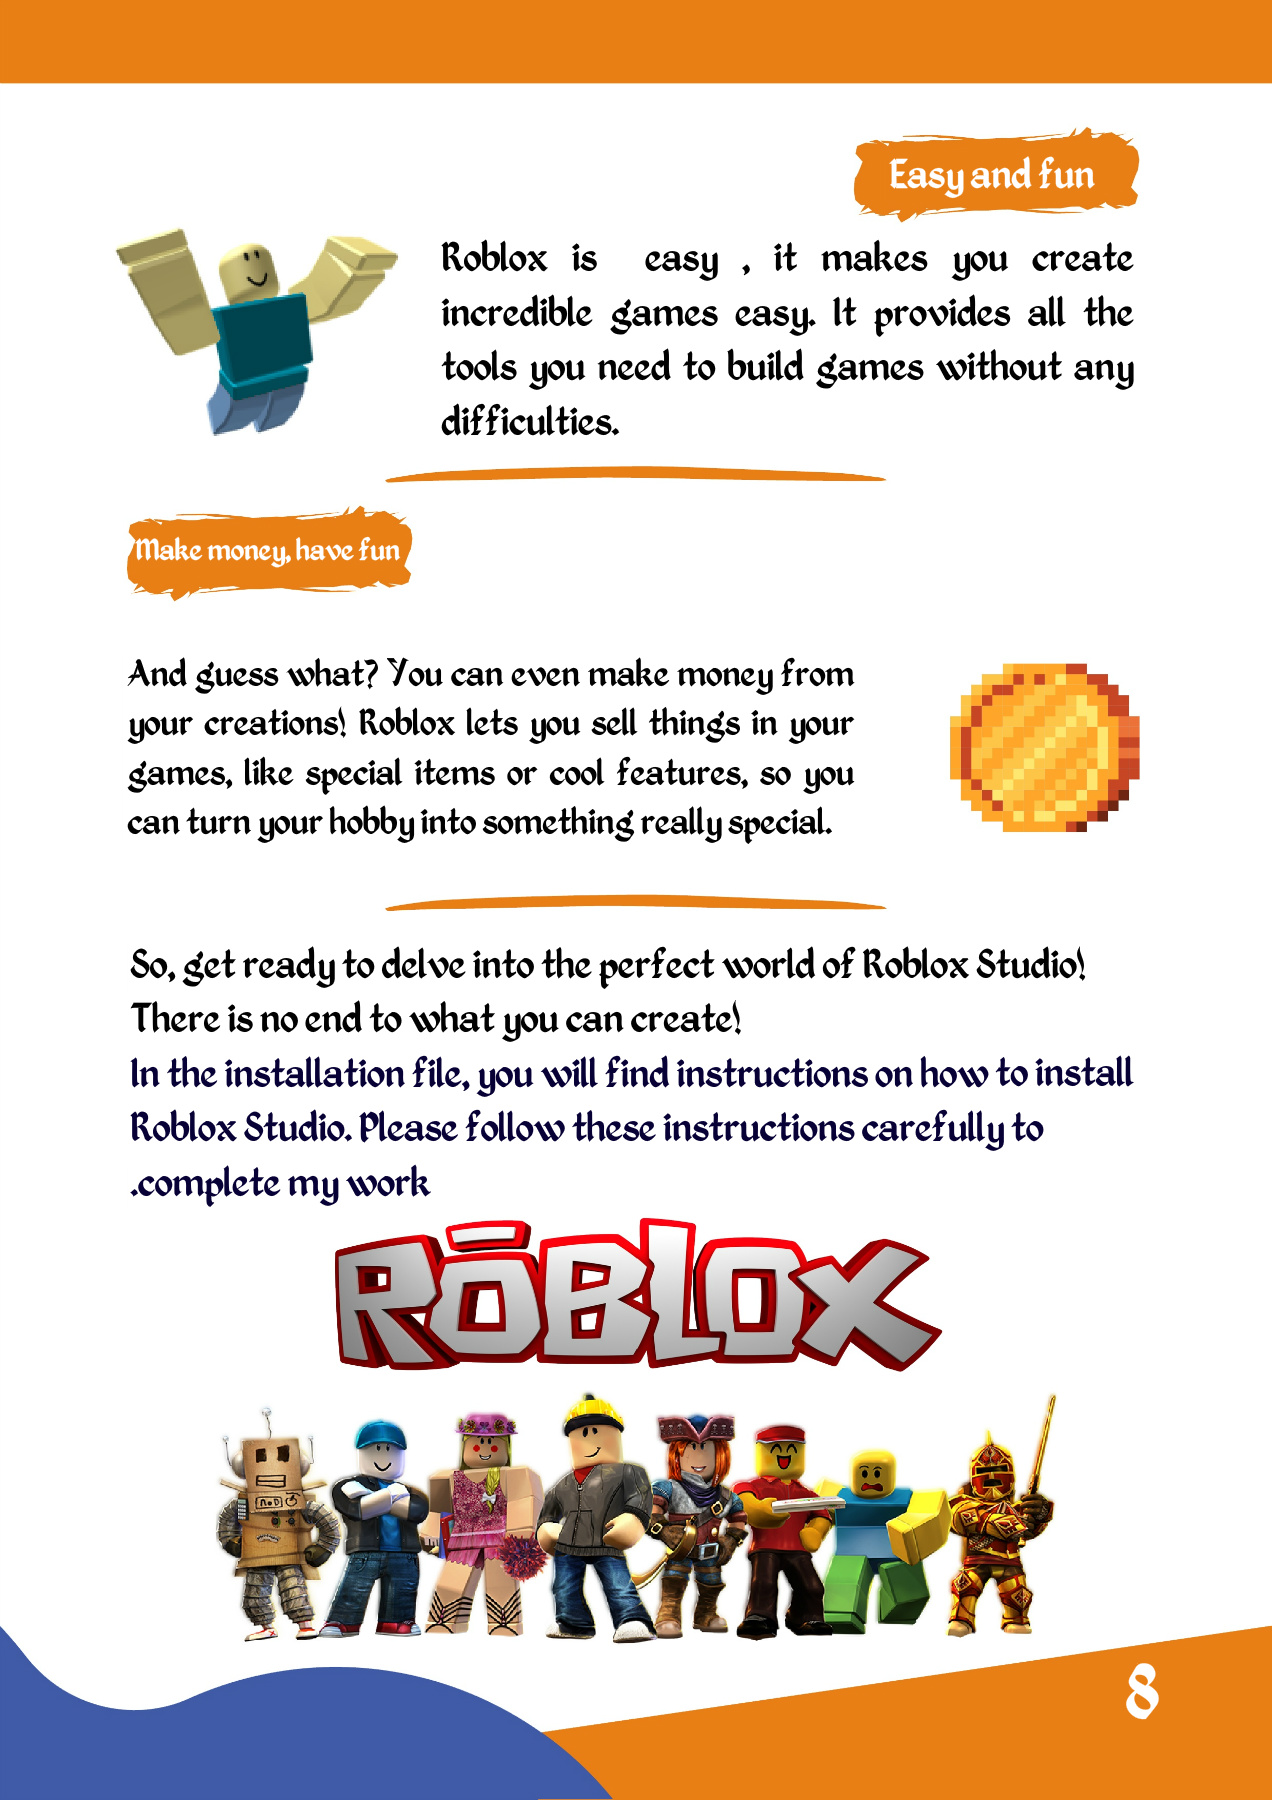 Easy and fun
Roblox is easy , it makes you create
incredible games easy. It provides all the
tools you need to build games without any
difficulties.
Make money, have fun
And guess what? You can even make money from
your creations! Roblox lets you sell things in your
games, like special items or cool features, so you
can turn your hobby into something really special.
So, get ready to delve into the perfect world of Roblox Studio!
There is no end to what you can create!
In the installation file, you will find instructions on how to install
Roblox Studio. Please follow these instructions carefully to
.complete my work
RŌBLOX
8